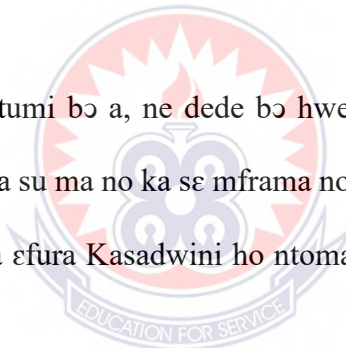 tumi bɔ a, ne dede bɔ hwe
a su ma no ka sɛ mframa no
ɛfura Kasadwini ho ntoma
EDUCATION FOR SERVICE